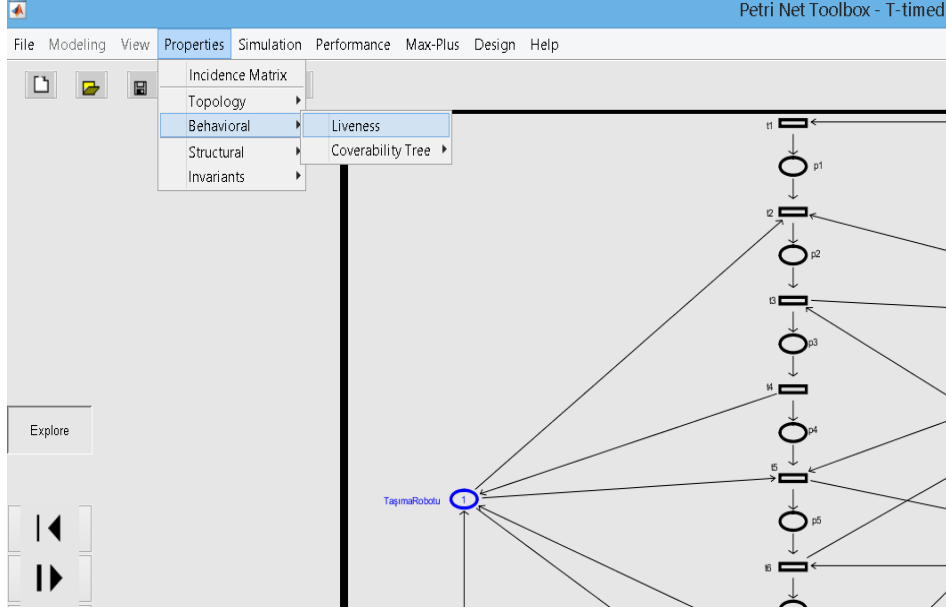 Petri Net Toolbox - T-timed
File Modeling View Properties Simulation Performance Max-Plus Design Help
Incidence Matrix
Topology
Behavioral
Liveness
Structural
Coverability Tree
Invariants
t1
p1
t2
p2
t3
p3
t4
p4
t5
p5
t6
Explore
TaşımaRobotu
1